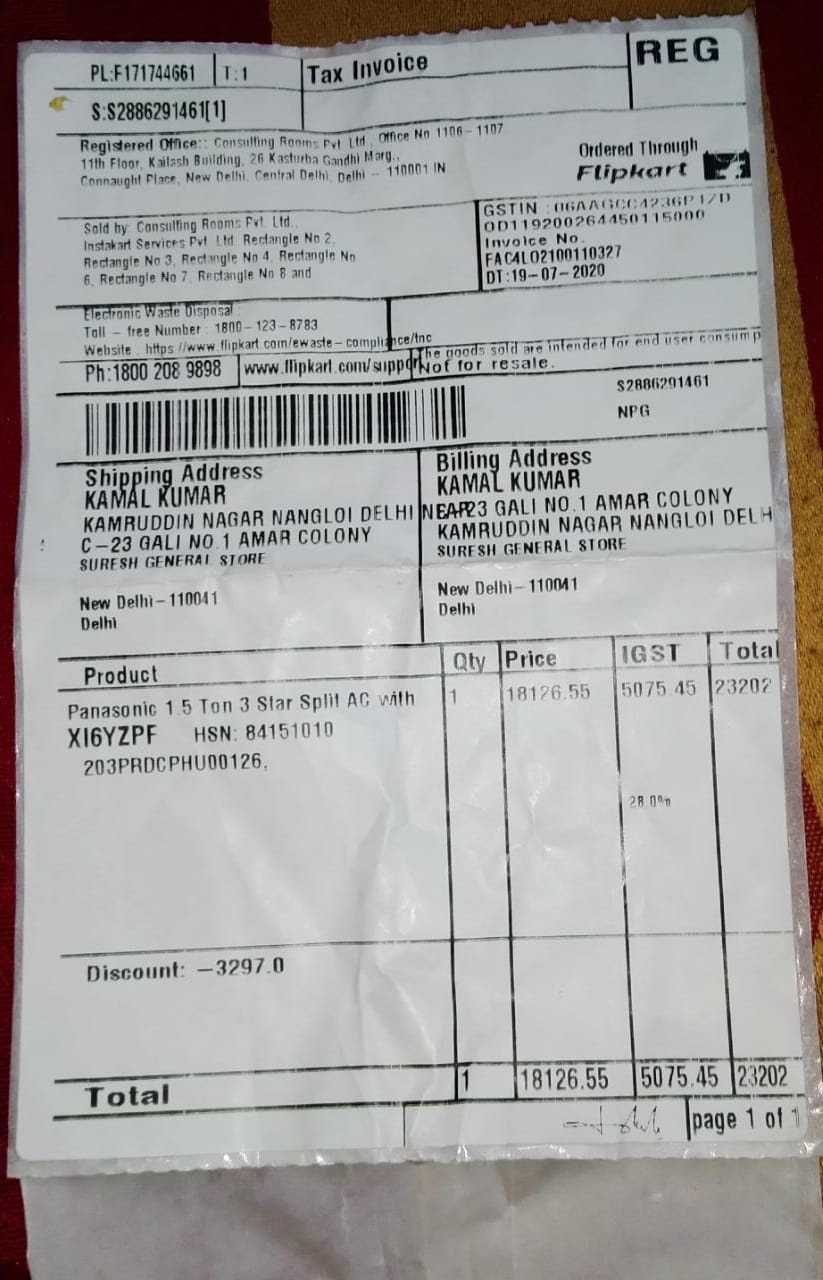 PL:F171744661 T:1 Tax Invoice REG
S:S2886291461[1]
Registered Office:: Consulting Rooms Pvt Ltd., Office No 1106-1107
11th Floor, Kailash Building, 26 Kasturba Gandhi Marg.,
Connaught Place, New Delhi, Central Delhi, Delhi - 110001 IN
Ordered Through
Flipkart
Sold by: Consulting Rooms Pvt. Ltd.,
Instakart Services Pvt Ltd Rectangle No 2,
Rectangle No 3, Rectangle No 4, Rectangle No
6, Rectangle No 7, Rectangle No 8 and
GSTIN :
OD119200264450115000
Invoice No.
FAC4LO2100110327
DT:19-07-2020
Electronic Waste Disposal
Toll - free Number : 1800-123-8783
Website : https://www.flipkart.com/ewaste-compliance/tnc
Ph:1800 208 9898 www.flipkart.com/support
The goods sold are intended for end user consump
Not for resale.
S2886291461
NPG
Shipping Address
KAMAL KUMAR
KAMRUDDIN NAGAR NANGLOI DELHI NEAR
C-23 GALI NO.1 AMAR COLONY
SURESH GENERAL STORE
New Delhi-110041
Delhi
Billing Address
KAMAL KUMAR
23 GALI NO.1 AMAR COLONY
KAMRUDDIN NAGAR NANGLOI DELH
SURESH GENERAL STORE
New Delhi-110041
Delhi
Product Qty Price IGST Total
Panasonic 1.5 Ton 3 Star Split AC with 1 18126.55 5075.45 23202
XI6YZPF HSN: 84151010
203PRDCPHU00126,
28.0%
Discount: -3297.0
Total 1 18126.55 5075.45 23202
page 1 of 1